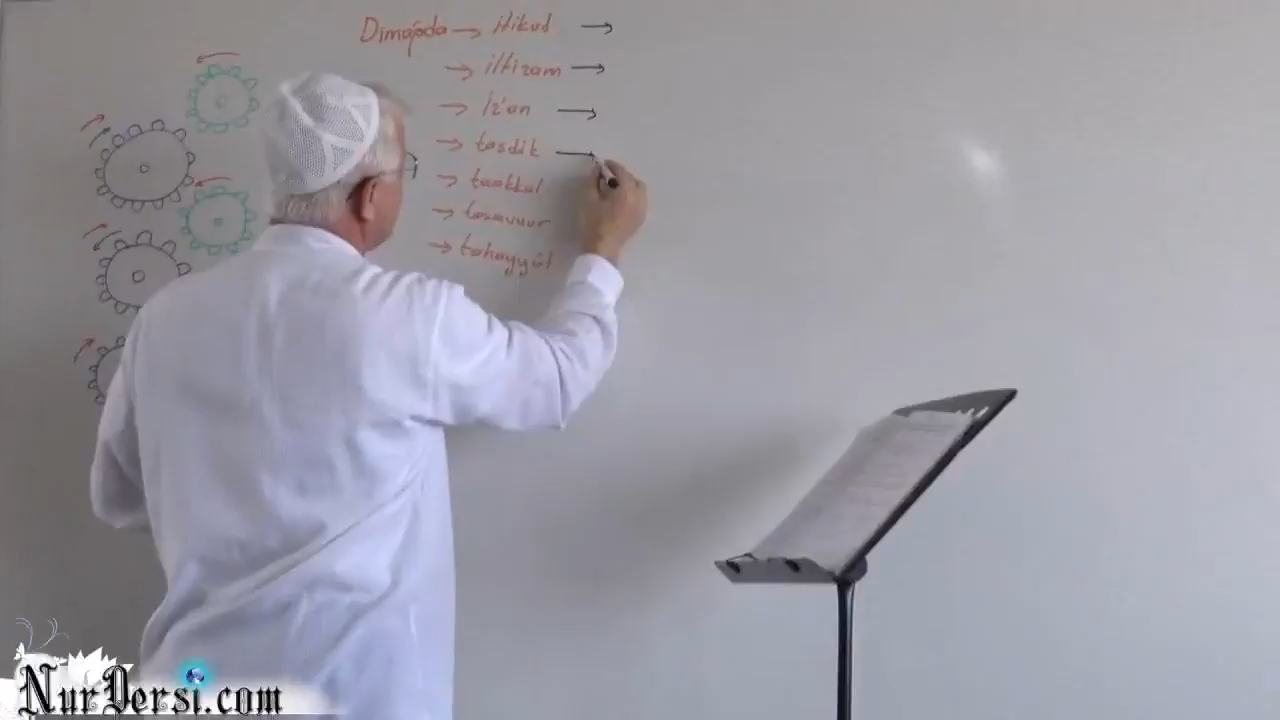 Dimağda → itikad →
→ iltizam →
→ iz'an →
→ tasdik →
→ taakkul
→ tasavvur
→ tahayyül
NurDersi.com